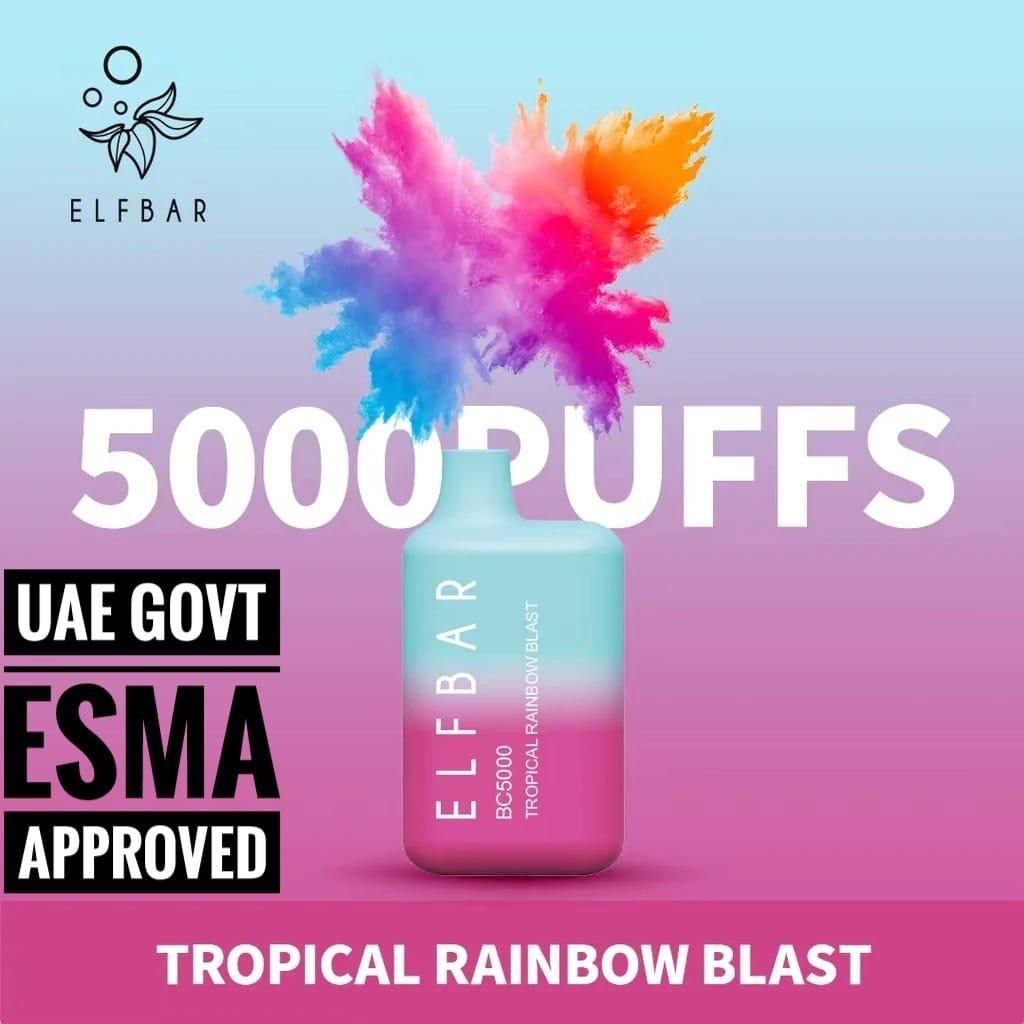 ELFBAR
5000PUFFS
UAE GOVT
ESMA
APPROVED
ELFBAR
BC5000
TROPICAL RAINBOW BLAST
TROPICAL RAINBOW BLAST